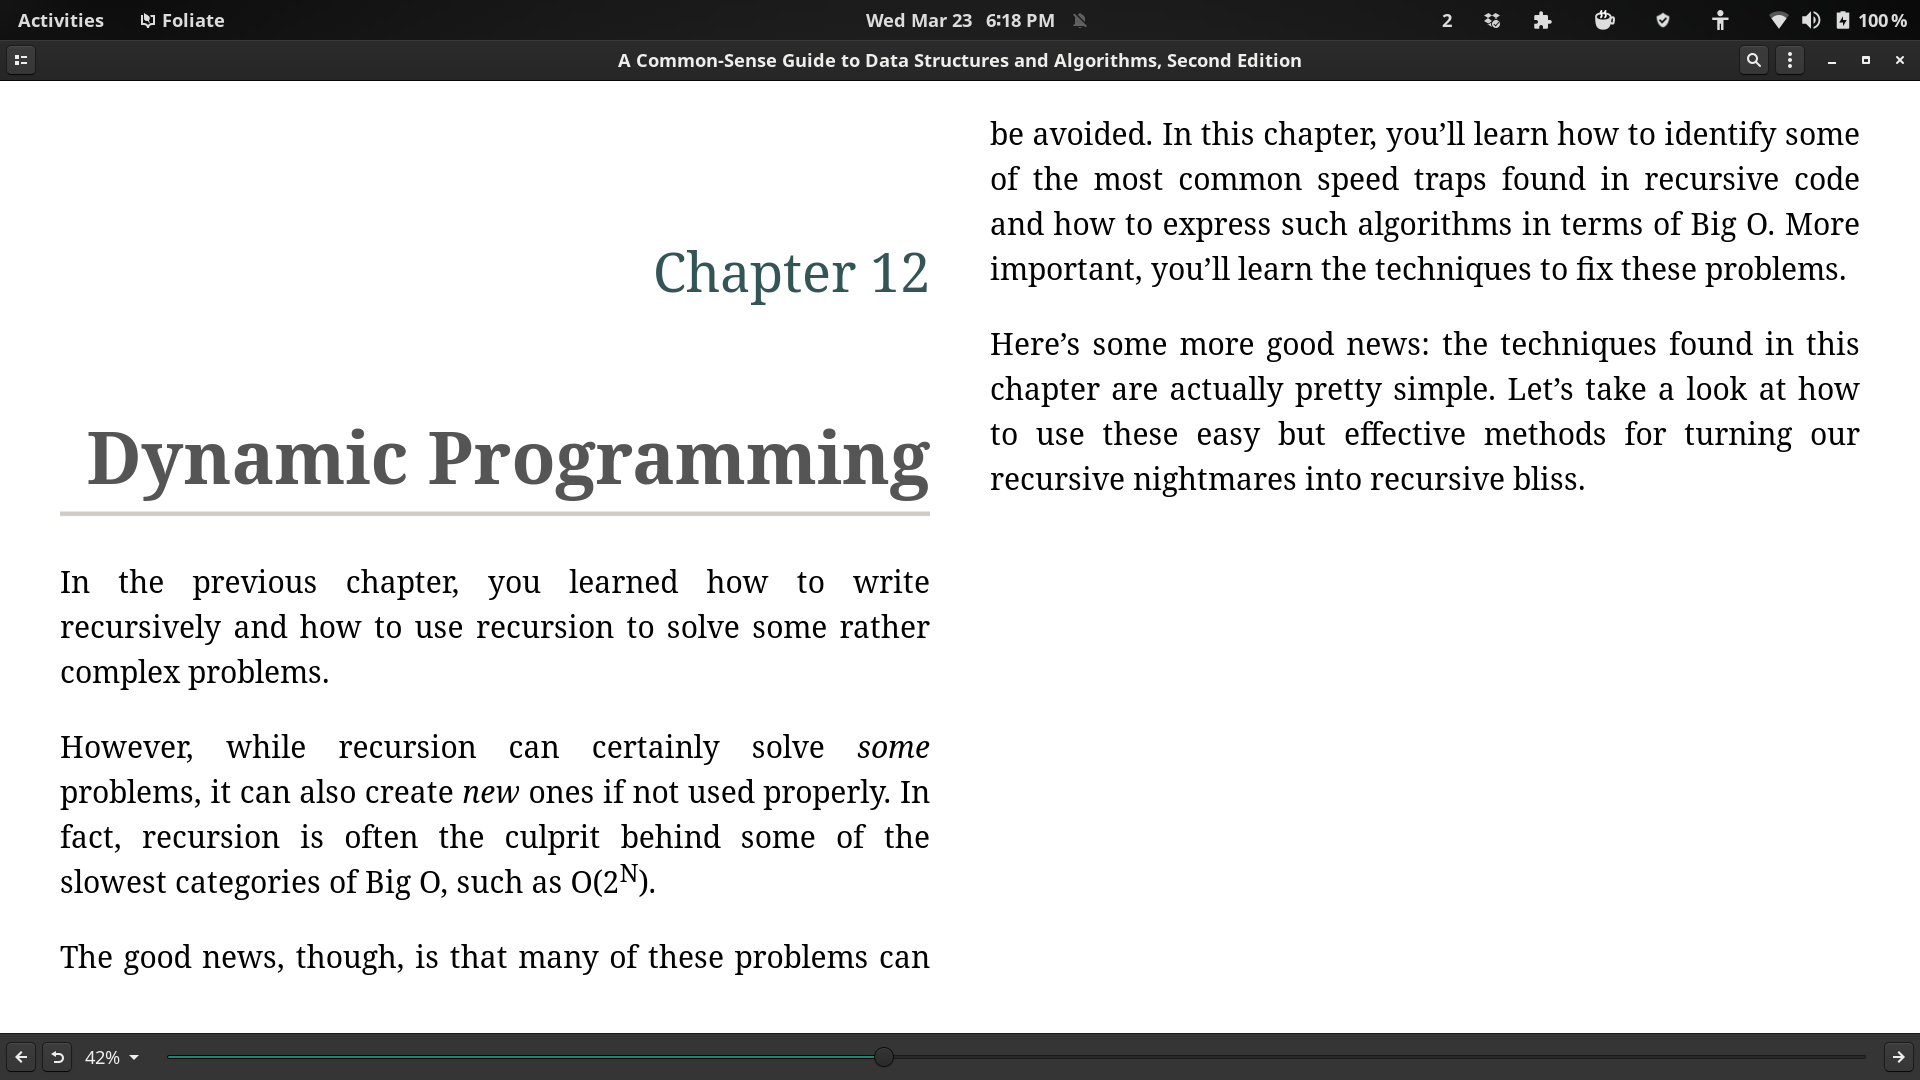 Activities
Foliate
Wed Mar 23 6:18 PM
2
100 %
A Common-Sense Guide to Data Structures and Algorithms, Second Edition
Chapter 12
Dynamic Programming
In the previous chapter, you learned how to write
recursively and how to use recursion to solve some rather
complex problems.
However, while recursion can certainly solve some
problems, it can also create new ones if not used properly. In
fact, recursion is often the culprit behind some of the
slowest categories of Big O, such as O(2ᴺ).
The good news, though, is that many of these problems can
be avoided. In this chapter, you’ll learn how to identify some
of the most common speed traps found in recursive code
and how to express such algorithms in terms of Big O. More
important, you’ll learn the techniques to fix these problems.
Here’s some more good news: the techniques found in this
chapter are actually pretty simple. Let’s take a look at how
to use these easy but effective methods for turning our
recursive nightmares into recursive bliss.
42%